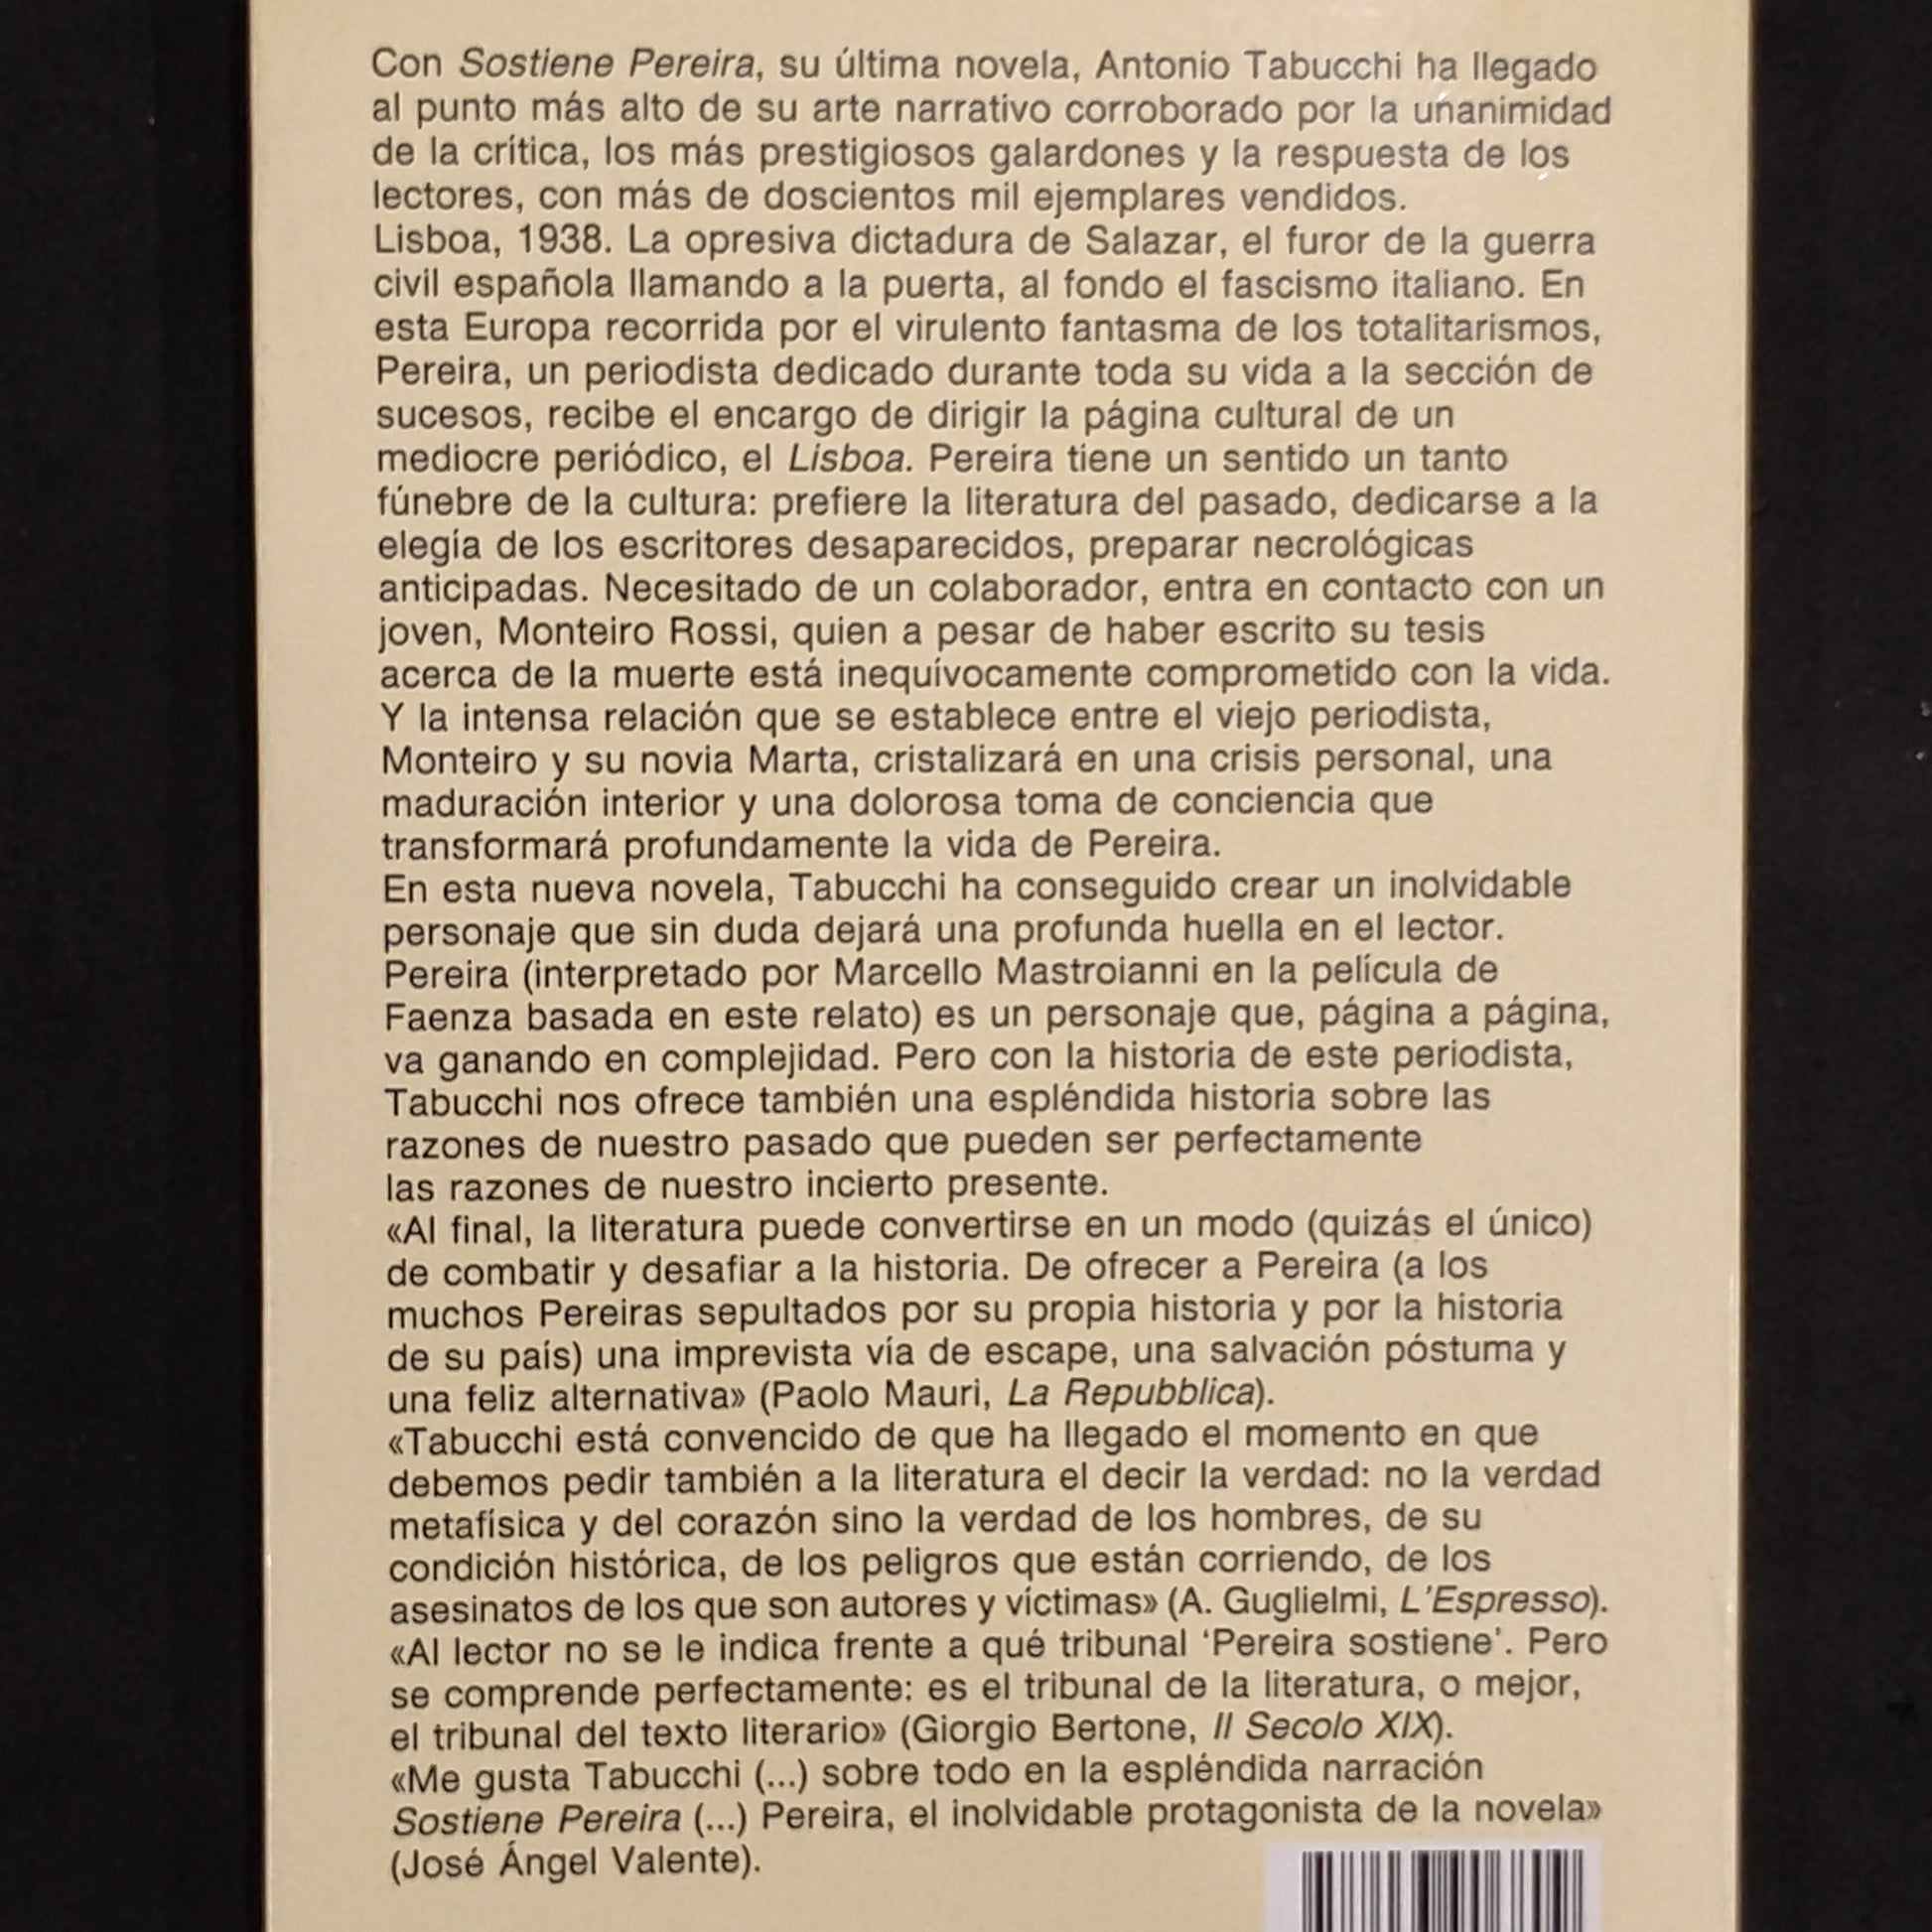 Con Sostiene Pereira, su última novela, Antonio Tabucchi ha llegado
al punto más alto de su arte narrativo corroborado por la unanimidad
de la crítica, los más prestigiosos galardones y la respuesta de los
lectores, con más de doscientos mil ejemplares vendidos.
Lisboa, 1938. La opresiva dictadura de Salazar, el furor de la guerra
civil española llamando a la puerta, al fondo el fascismo italiano. En
esta Europa recorrida por el virulento fantasma de los totalitarismos,
Pereira, un periodista dedicado durante toda su vida a la sección de
sucesos, recibe el encargo de dirigir la página cultural de un
mediocre periódico, el Lisboa. Pereira tiene un sentido un tanto
fúnebre de la cultura: prefiere la literatura del pasado, dedicarse a la
elegía de los escritores desaparecidos, preparar necrológicas
anticipadas. Necesitado de un colaborador, entra en contacto con un
joven, Monteiro Rossi, quien a pesar de haber escrito su tesis
acerca de la muerte está inequívocamente comprometido con la vida.
Y la intensa relación que se establece entre el viejo periodista,
Monteiro y su novia Marta, cristalizará en una crisis personal, una
maduración interior y una dolorosa toma de conciencia que
transformará profundamente la vida de Pereira.
En esta nueva novela, Tabucchi ha conseguido crear un inolvidable
personaje que sin duda dejará una profunda huella en el lector.
Pereira (interpretado por Marcello Mastroianni en la película de
Faenza basada en este relato) es un personaje que, página a página,
va ganando en complejidad. Pero con la historia de este periodista,
Tabucchi nos ofrece también una espléndida historia sobre las
razones de nuestro pasado que pueden ser perfectamente
las razones de nuestro incierto presente.
«Al final, la literatura puede convertirse en un modo (quizás el único)
de combatir y desafiar a la historia. De ofrecer a Pereira (a los
muchos Pereiras sepultados por su propia historia y por la historia
de su país) una imprevista vía de escape, una salvación póstuma y
una feliz alternativa» (Paolo Mauri, La Repubblica).
«Tabucchi está convencido de que ha llegado el momento en que
debemos pedir también a la literatura el decir la verdad: no la verdad
metafísica y del corazón sino la verdad de los hombres, de su
condición histórica, de los peligros que están corriendo, de los
asesinatos de los que son autores y víctimas» (A. Guglielmi, L'Espresso).
«Al lector no se le indica frente a qué tribunal ‘Pereira sostiene’. Pero
se comprende perfectamente: es el tribunal de la literatura, o mejor,
el tribunal del texto literario» (Giorgio Bertone, Il Secolo XIX).
«Me gusta Tabucchi (...) sobre todo en la espléndida narración
Sostiene Pereira (...) Pereira, el inolvidable protagonista de la novela»
(José Ángel Valente).